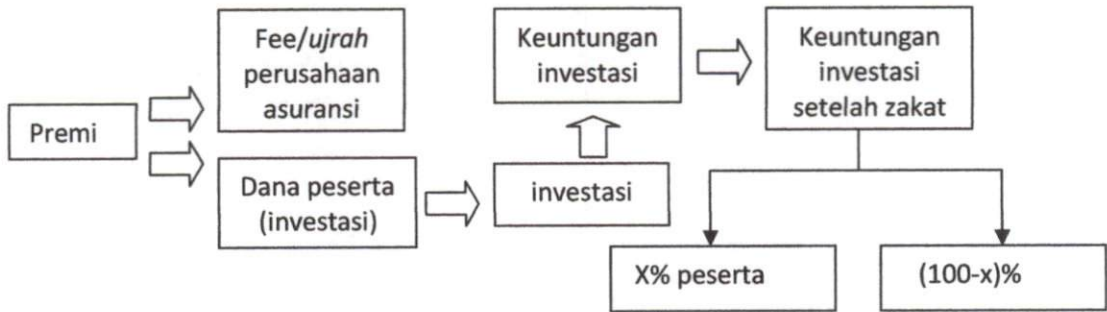 Premi
Fee/ujrah
perusahaan
asuransi
Dana peserta
(investasi)
investasi
Keuntungan
investasi
Keuntungan
investasi
setelah zakat
X% peserta
(100-x)%